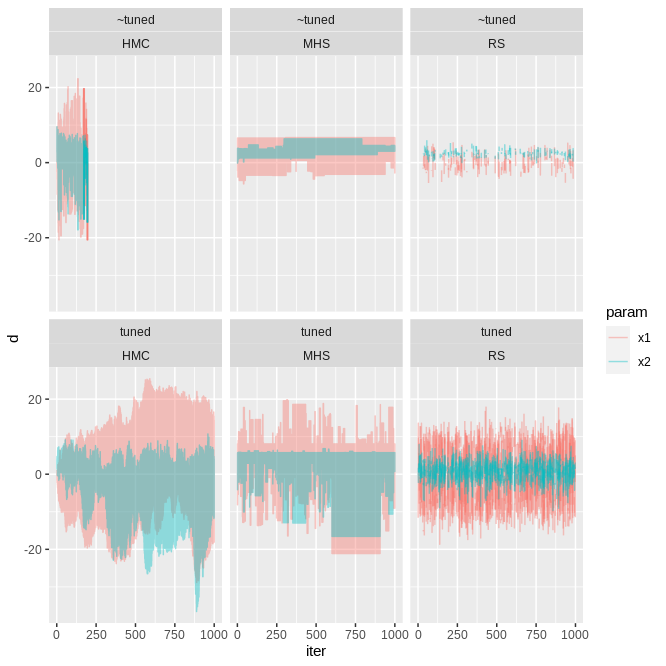 ~tuned ~tuned ~tuned
HMC MHS RS
20
0
-20
d
tuned tuned tuned
HMC MHS RS
20
0
-20
0 250 500 750 1000 0 250 500 750 1000 0 250 500 750 1000
iter
param
x1
x2